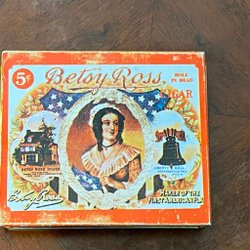 5¢
Betsy Ross
HOLE
IN HEAD
CIGAR
BETSY ROSS HOUSE
LIBERTY BELL
Betsy Ross
MAKER OF THE
FIRST AMERICAN FLAG